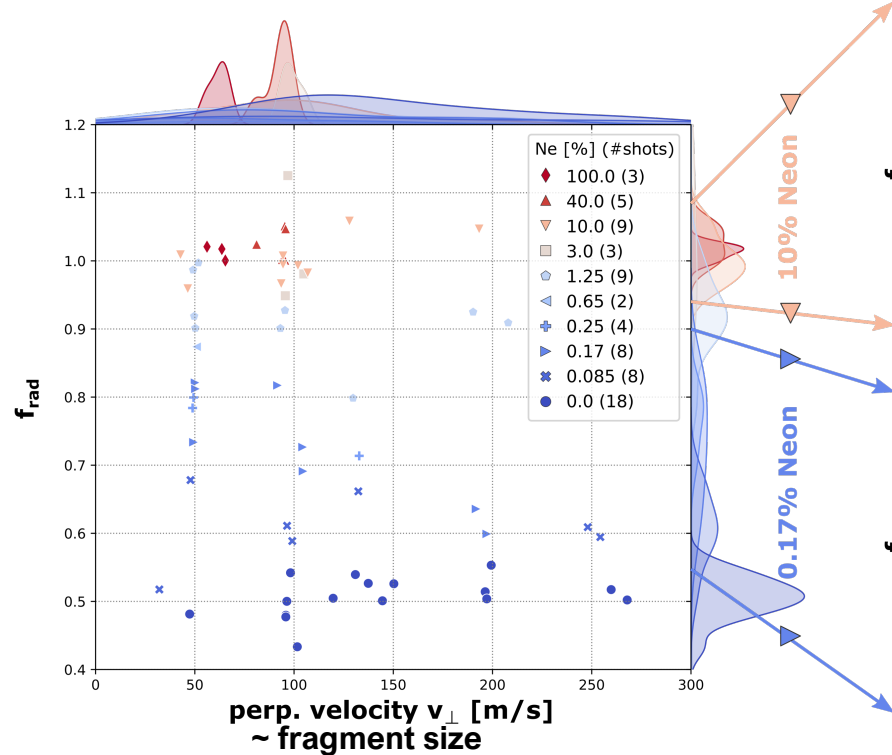 1.2
1.1
1.0
0.9
0.8
0.7
0.6
0.5
0.4
f_rad
Ne [%] (#shots)
100.0 (3)
40.0 (5)
10.0 (9)
3.0 (3)
1.25 (9)
0.65 (2)
0.25 (4)
0.17 (8)
0.085 (8)
0.0 (18)
10% Neon
0.17% Neon
0 50 100 150 200 250 300
perp. velocity v⊥ [m/s]
~ fragment size